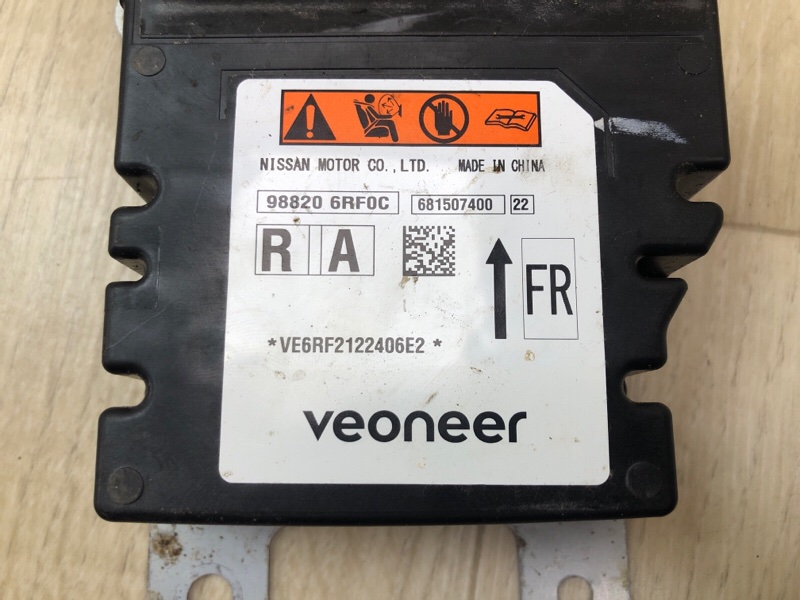 NISSAN MOTOR CO.,LTD. MADE IN CHINA
98820 6RF0C 681507400 22
R A
FR
*VE6RF2122406E2 *
veoneer